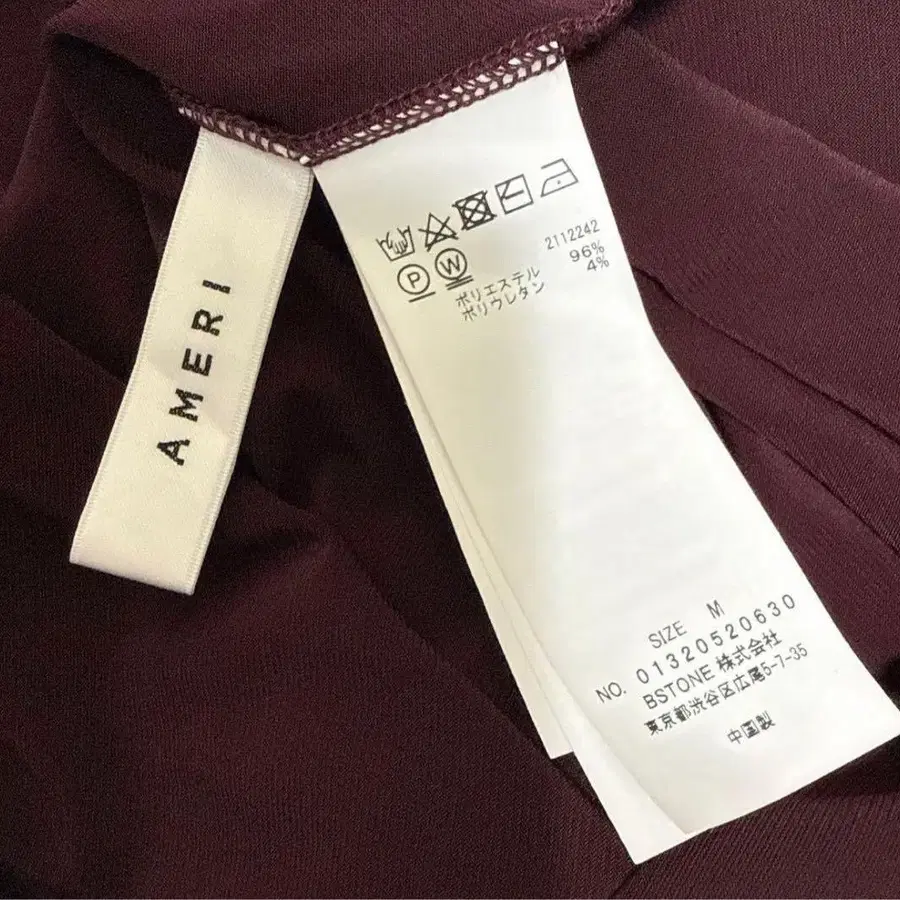 AMERI
P W
2112242
ポリエステル 96%
ポリウレタン 4%
SIZE M
NO. 01320520630
BSTONE 株式会社
東京都渋谷区広尾5-7-35
中国製